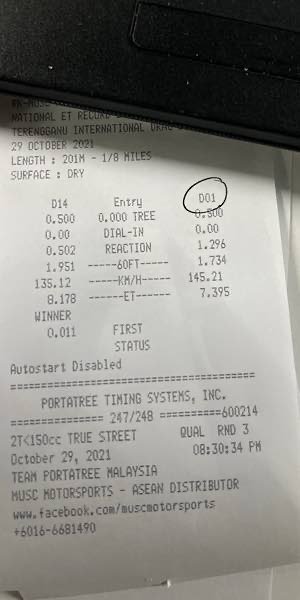 NATIONAL ET RECORD
TERENGGANU INTERNATIONAL DRAG
29 OCTOBER 2021
LENGTH : 201M - 1/8 MILES
SURFACE : DRY
D14 Entry D01
0.500 0.000 TREE 0.500
0.00 DIAL-IN 0.00
0.502 REACTION 1.296
1.951 -----60FT----- 1.734
135.12 -----KM/H------ 145.21
8.178 ------ET------ 7.395
WINNER
0.011 FIRST
STATUS
Autostart Disabled
=======================================
PORTATREE TIMING SYSTEMS, INC.
=============== 247/248 ==========600214
2T<150cc TRUE STREET QUAL RND 3
October 29, 2021 08:30:34 PM
TEAM PORTATREE MALAYSIA
MUSC MOTORSPORTS - ASEAN DISTRIBUTOR
www.facebook.com/muscmotorsports
+6016-6681490